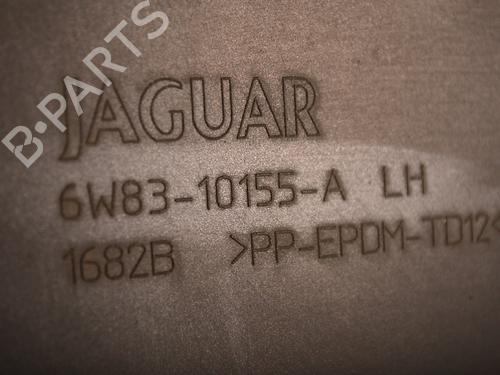 B-PARTS
JAGUAR
6W83-10155-A LH
1682B >PP-EPDM-TD12<